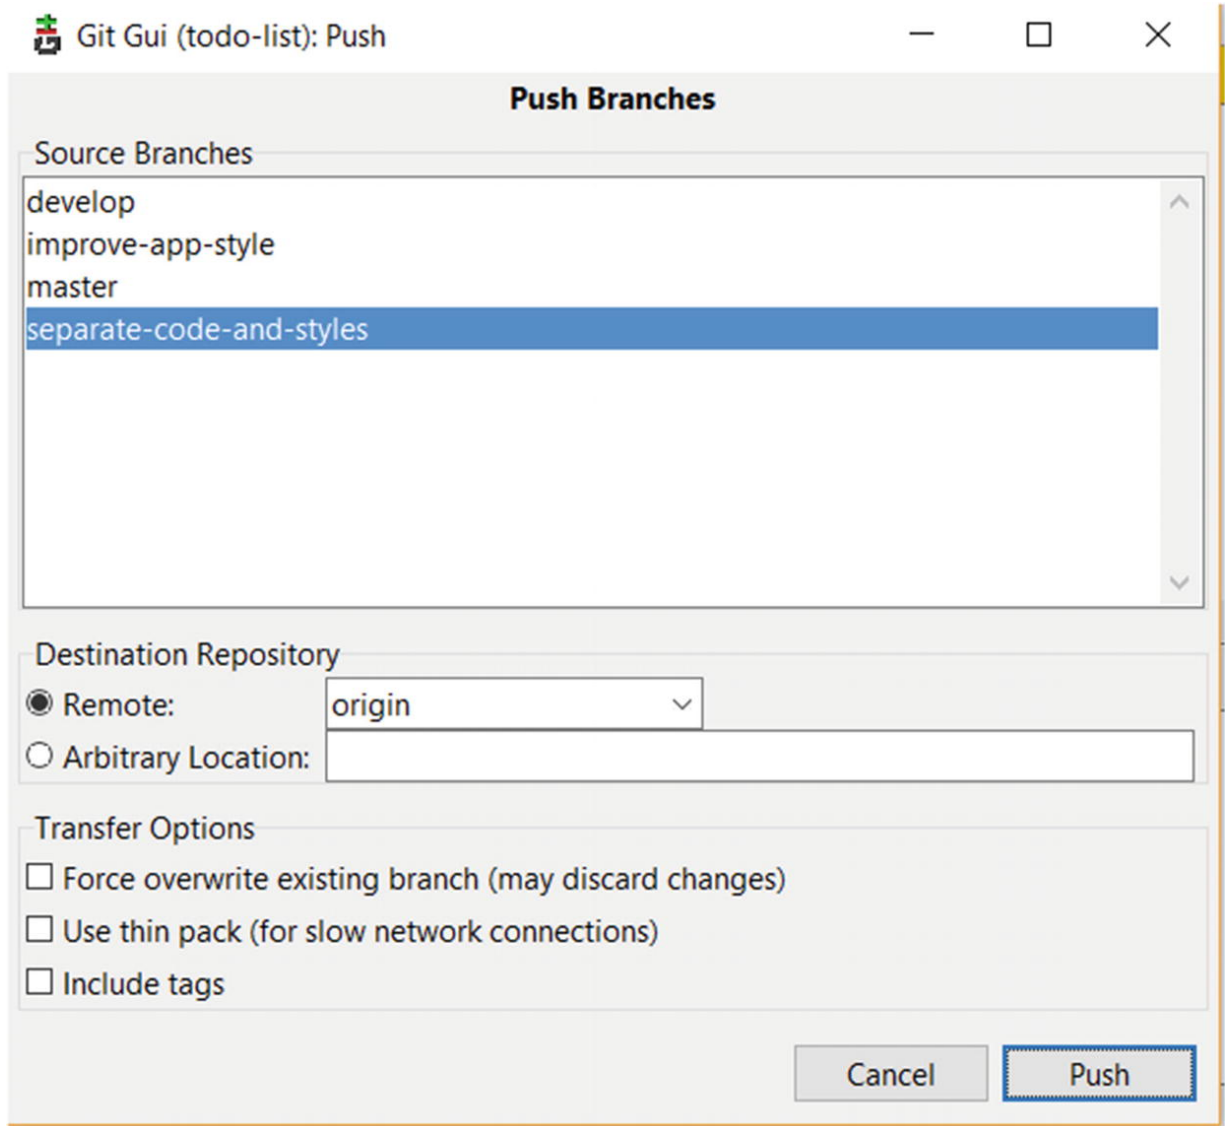 Git Gui (todo-list): Push
Push Branches
Source Branches
develop
improve-app-style
master
separate-code-and-styles
Destination Repository
Remote: origin
Arbitrary Location:
Transfer Options
Force overwrite existing branch (may discard changes)
Use thin pack (for slow network connections)
Include tags
Cancel Push